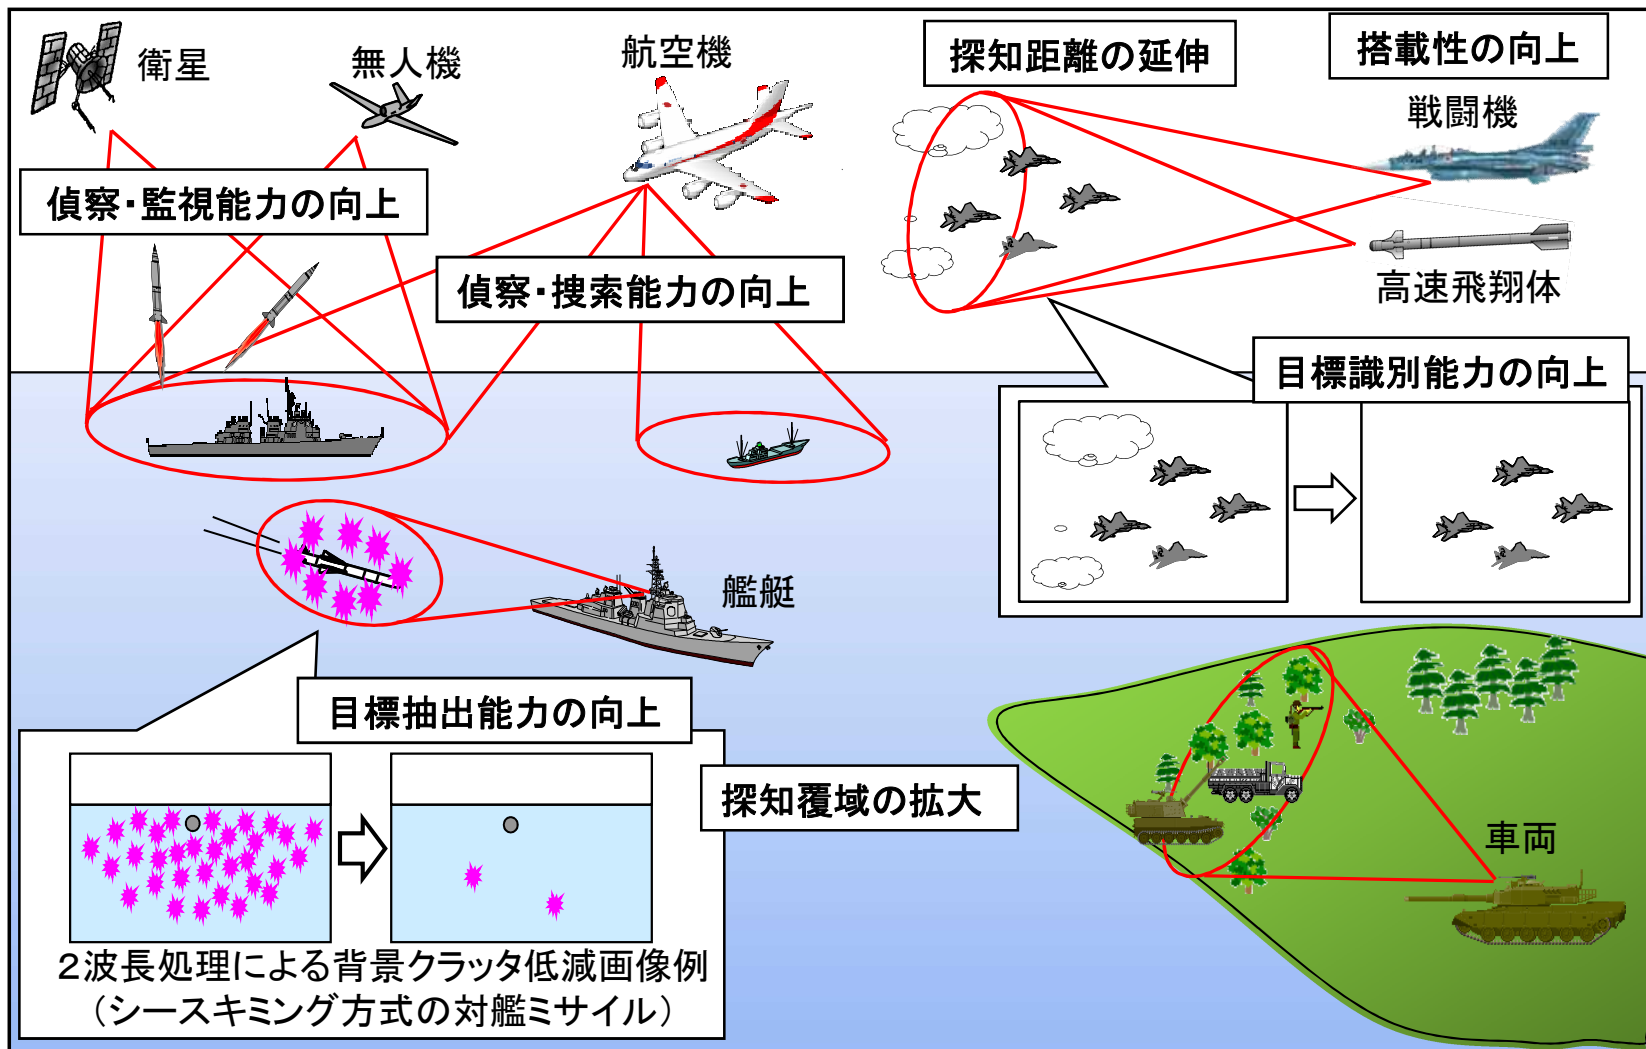 衛星
無人機
航空機
探知距離の延伸
搭載性の向上
戦闘機
偵察・監視能力の向上
偵察・捜索能力の向上
高速飛翔体
目標識別能力の向上
艦艇
目標抽出能力の向上
探知覆域の拡大
車両
2波長処理による背景クラッタ低減画像例
(シースキミング方式の対艦ミサイル)